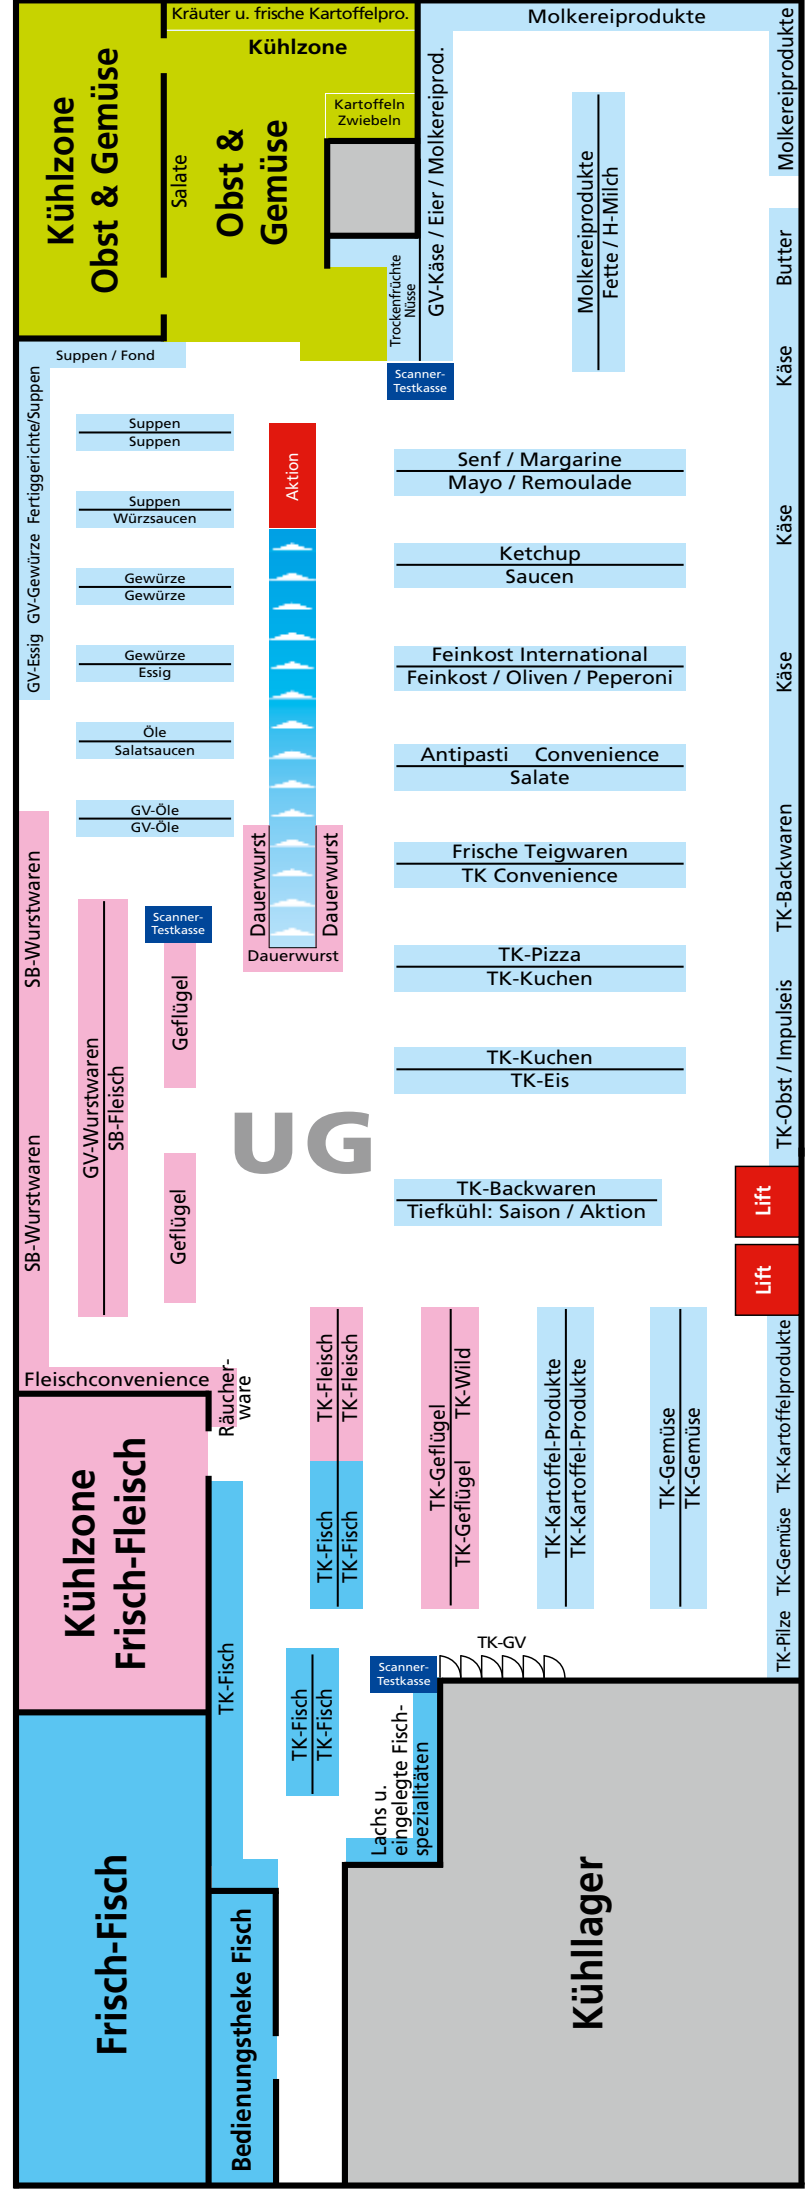 Kräuter u. frische Kartoffelpro.
Kühlzone
Kühlzone
Obst & Gemüse
Salate
Obst &
Gemüse
Kartoffeln
Zwiebeln
Trockenfrüchte
Nüsse
GV-Käse / Eier / Molkereiprod.
Molkereiprodukte
Molkereiprodukte
Molkereiprodukte
Fette / H-Milch
Butter
Käse
Käse
Käse
TK-Backwaren
TK-Obst / Impulseis
Scanner-
Testkasse
Suppen / Fond
GV-Essig GV-Gewürze Fertiggerichte/Suppen
Suppen
Suppen
Suppen
Würzsaucen
Gewürze
Gewürze
Gewürze
Essig
Öle
Salatsaucen
GV-Öle
GV-Öle
Aktion
Dauerwurst
Dauerwurst
Dauerwurst
Senf / Margarine
Mayo / Remoulade
Ketchup
Saucen
Feinkost International
Feinkost / Oliven / Peperoni
Antipasti Convenience
Salate
Frische Teigwaren
TK Convenience
TK-Pizza
TK-Kuchen
TK-Kuchen
TK-Eis
TK-Backwaren
Tiefkühl: Saison / Aktion
SB-Wurstwaren
SB-Wurstwaren
GV-Wurstwaren
SB-Fleisch
Scanner-
Testkasse
Geflügel
Geflügel
UG
Lift
Lift
Fleischconvenience
Räucher-
ware
Kühlzone
Frisch-Fleisch
TK-Fleisch
TK-Fleisch
TK-Fisch
TK-Fisch
TK-Geflügel TK-Wild
TK-Geflügel
TK-Kartoffel-Produkte
TK-Kartoffel-Produkte
TK-Gemüse
TK-Gemüse
TK-Pilze TK-Gemüse TK-Kartoffelprodukte
TK-Fisch
TK-Fisch
TK-Fisch
Scanner-
Testkasse
TK-GV
Lachs u.
eingelegte Fisch-
spezialitäten
Frisch-Fisch
Bedienungstheke Fisch
Kühllager